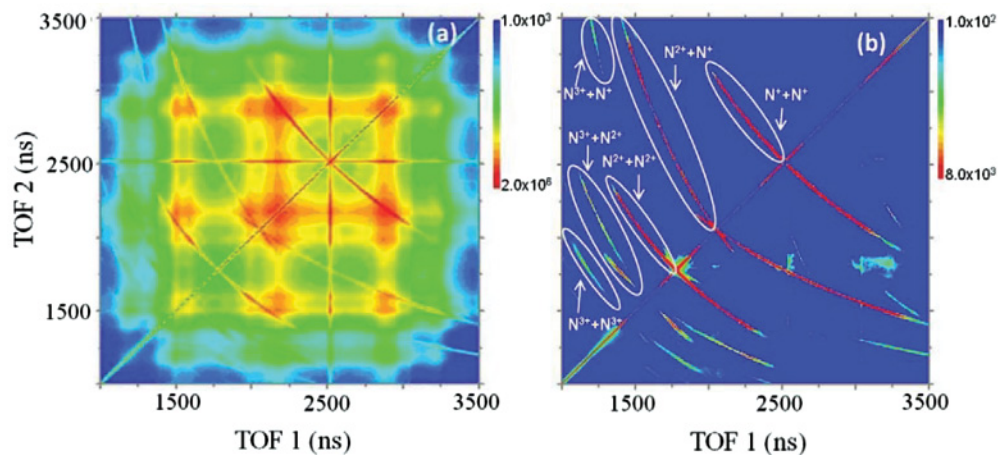 3500
2500
1500
TOF 2 (ns)
(a)
1.0x10³
2.0x10⁶
1500 2500 3500
TOF 1 (ns)
(b)
N³⁺+N⁺
N²⁺+N⁺
N⁺+N⁺
N³⁺+N²⁺
N²⁺+N²⁺
N³⁺+N³⁺
1.0x10²
8.0x10³
1500 2500 3500
TOF 1 (ns)